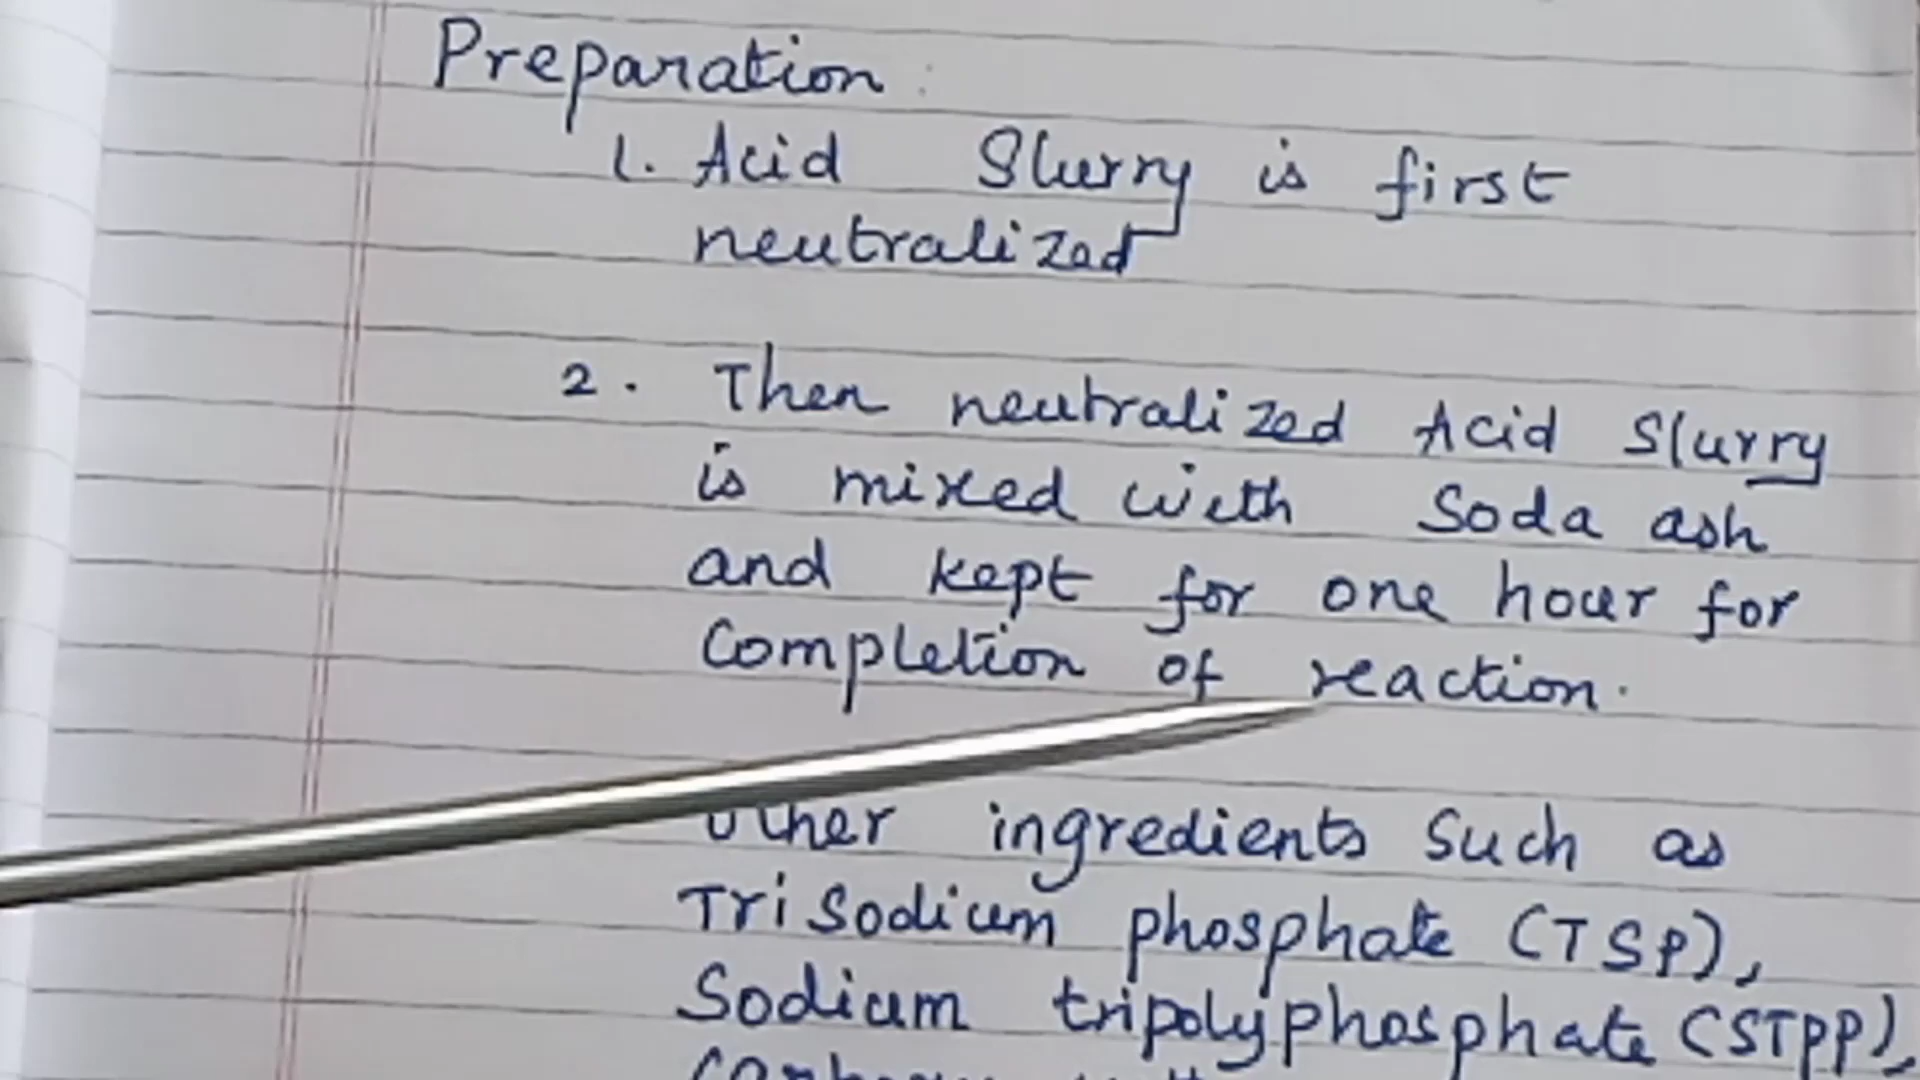 Preparation:
1. Acid Slurry is first
neutralized
2. Then neutralized Acid Slurry
is mixed with Soda ash
and kept for one hour for
Completion of reaction.
Other ingredients Such as
Tri Sodium phosphate (TSP),
Sodium tripolyphosphate (STPP),